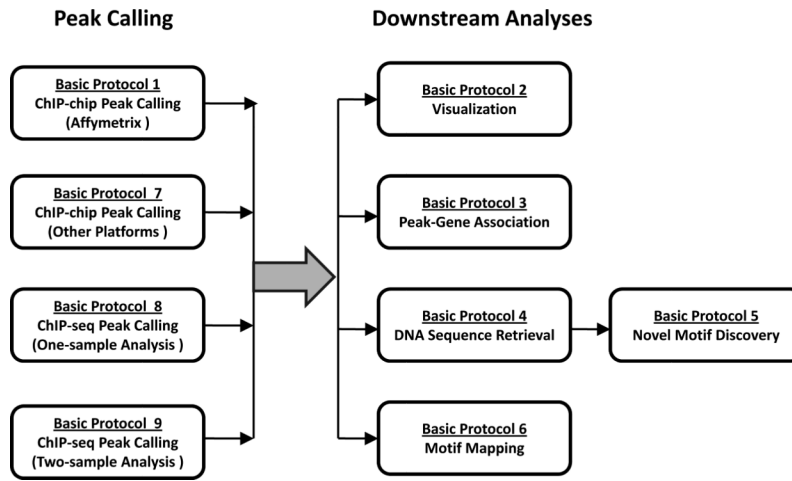 Peak Calling
Downstream Analyses
Basic Protocol 1
ChIP-chip Peak Calling
(Affymetrix )
Basic Protocol 7
ChIP-chip Peak Calling
(Other Platforms )
Basic Protocol 8
ChIP-seq Peak Calling
(One-sample Analysis )
Basic Protocol 9
ChIP-seq Peak Calling
(Two-sample Analysis )
Basic Protocol 2
Visualization
Basic Protocol 3
Peak-Gene Association
Basic Protocol 4
DNA Sequence Retrieval
Basic Protocol 5
Novel Motif Discovery
Basic Protocol 6
Motif Mapping